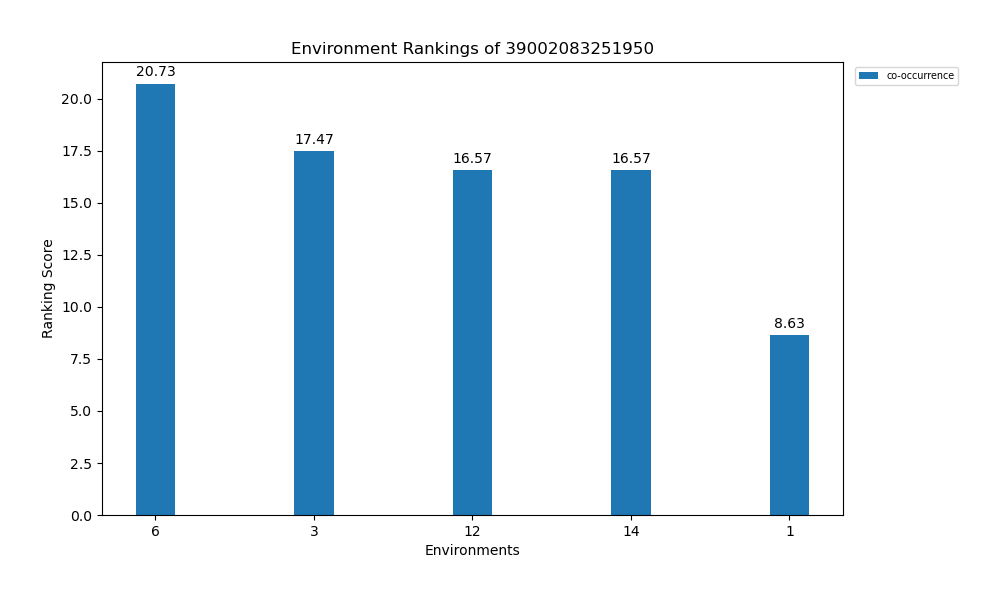 Environment Rankings of 39002083251950
co-occurrence
20.73
17.47
16.57
16.57
8.63
20.0
17.5
15.0
12.5
10.0
7.5
5.0
2.5
0.0
Ranking Score
6 3 12 14 1
Environments